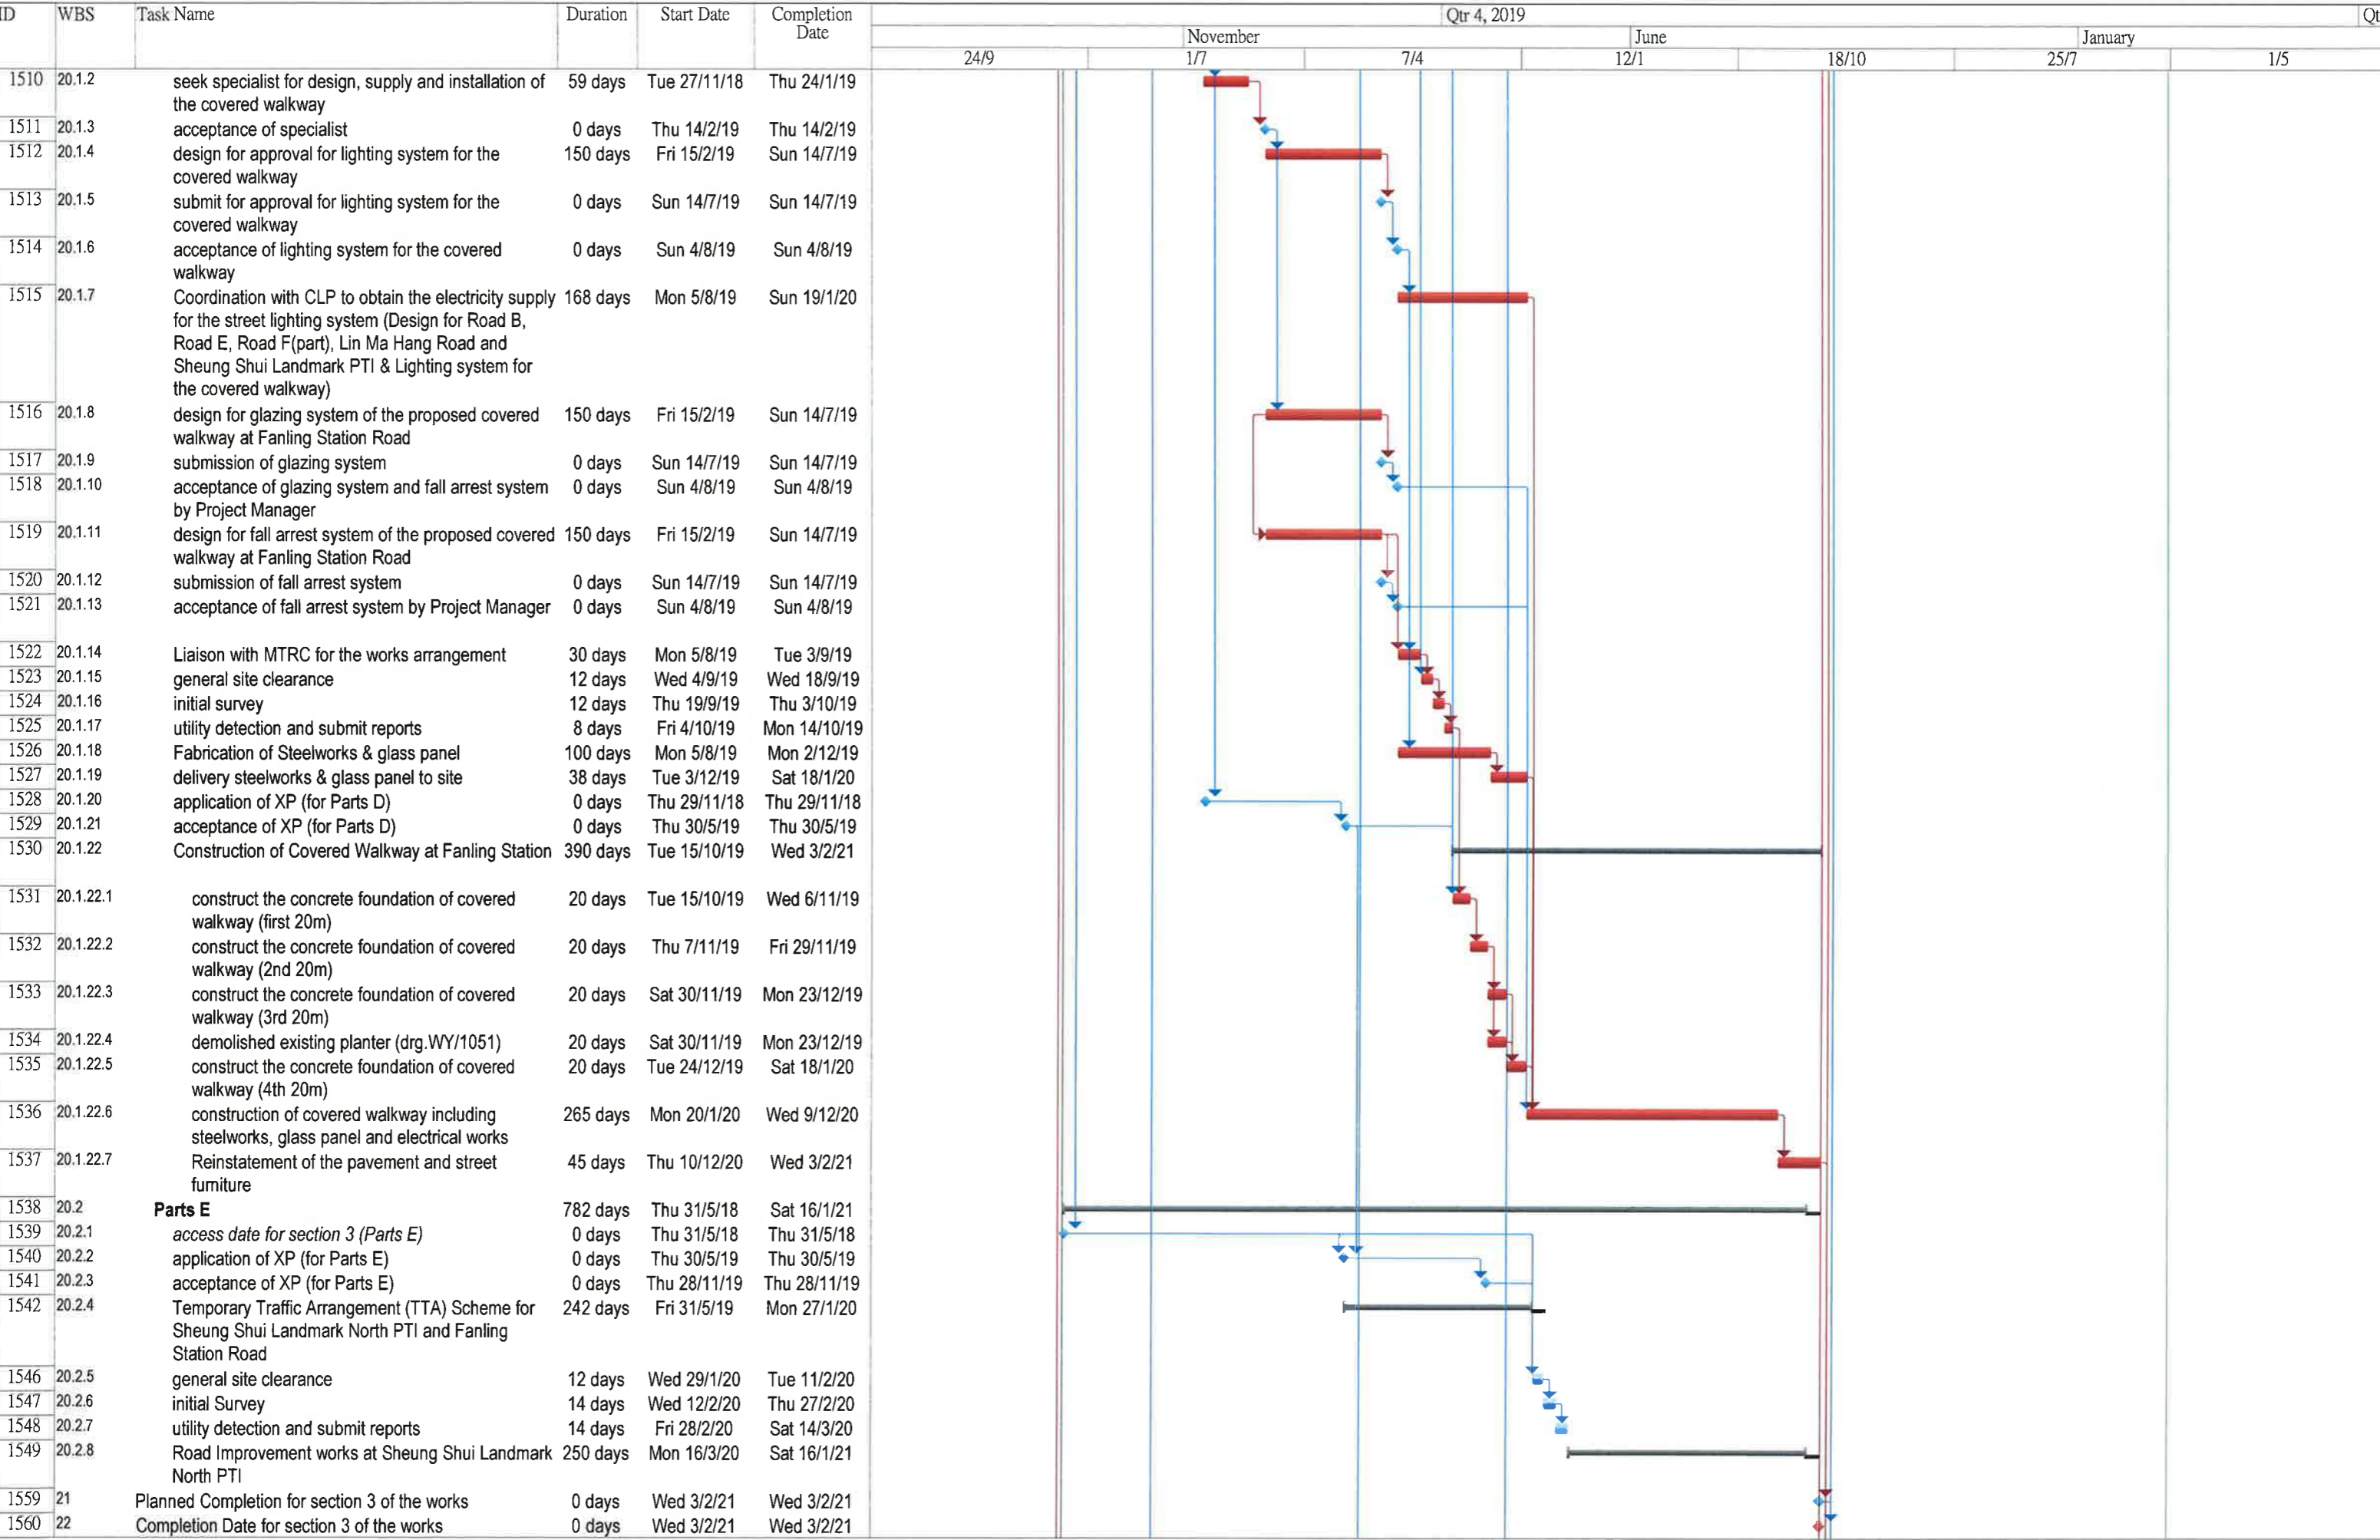 ID WBS Task Name Duration Start Date Completion Date
Qtr 4, 2019 Qt
November June January
24/9 1/7 7/4 12/1 18/10 25/7 1/5
1510 20.1.2 seek specialist for design, supply and installation of 59 days Tue 27/11/18 Thu 24/1/19
the covered walkway
1511 20.1.3 acceptance of specialist 0 days Thu 14/2/19 Thu 14/2/19
1512 20.1.4 design for approval for lighting system for the 150 days Fri 15/2/19 Sun 14/7/19
covered walkway
1513 20.1.5 submit for approval for lighting system for the 0 days Sun 14/7/19 Sun 14/7/19
covered walkway
1514 20.1.6 acceptance of lighting system for the covered 0 days Sun 4/8/19 Sun 4/8/19
walkway
1515 20.1.7 Coordination with CLP to obtain the electricity supply 168 days Mon 5/8/19 Sun 19/1/20
for the street lighting system (Design for Road B,
Road E, Road F(part), Lin Ma Hang Road and
Sheung Shui Landmark PTI & Lighting system for
the covered walkway)
1516 20.1.8 design for glazing system of the proposed covered 150 days Fri 15/2/19 Sun 14/7/19
walkway at Fanling Station Road
1517 20.1.9 submission of glazing system 0 days Sun 14/7/19 Sun 14/7/19
1518 20.1.10 acceptance of glazing system and fall arrest system 0 days Sun 4/8/19 Sun 4/8/19
by Project Manager
1519 20.1.11 design for fall arrest system of the proposed covered 150 days Fri 15/2/19 Sun 14/7/19
walkway at Fanling Station Road
1520 20.1.12 submission of fall arrest system 0 days Sun 14/7/19 Sun 14/7/19
1521 20.1.13 acceptance of fall arrest system by Project Manager 0 days Sun 4/8/19 Sun 4/8/19
1522 20.1.14 Liaison with MTRC for the works arrangement 30 days Mon 5/8/19 Tue 3/9/19
1523 20.1.15 general site clearance 12 days Wed 4/9/19 Wed 18/9/19
1524 20.1.16 initial survey 12 days Thu 19/9/19 Thu 3/10/19
1525 20.1.17 utility detection and submit reports 8 days Fri 4/10/19 Mon 14/10/19
1526 20.1.18 Fabrication of Steelworks & glass panel 100 days Mon 5/8/19 Mon 2/12/19
1527 20.1.19 delivery steelworks & glass panel to site 38 days Tue 3/12/19 Sat 18/1/20
1528 20.1.20 application of XP (for Parts D) 0 days Thu 29/11/18 Thu 29/11/18
1529 20.1.21 acceptance of XP (for Parts D) 0 days Thu 30/5/19 Thu 30/5/19
1530 20.1.22 Construction of Covered Walkway at Fanling Station 390 days Tue 15/10/19 Wed 3/2/21
1531 20.1.22.1 construct the concrete foundation of covered 20 days Tue 15/10/19 Wed 6/11/19
walkway (first 20m)
1532 20.1.22.2 construct the concrete foundation of covered 20 days Thu 7/11/19 Fri 29/11/19
walkway (2nd 20m)
1533 20.1.22.3 construct the concrete foundation of covered 20 days Sat 30/11/19 Mon 23/12/19
walkway (3rd 20m)
1534 20.1.22.4 demolished existing planter (drg.WY/1051) 20 days Sat 30/11/19 Mon 23/12/19
1535 20.1.22.5 construct the concrete foundation of covered 20 days Tue 24/12/19 Sat 18/1/20
walkway (4th 20m)
1536 20.1.22.6 construction of covered walkway including 265 days Mon 20/1/20 Wed 9/12/20
steelworks, glass panel and electrical works
1537 20.1.22.7 Reinstatement of the pavement and street 45 days Thu 10/12/20 Wed 3/2/21
furniture
1538 20.2 Parts E 782 days Thu 31/5/18 Sat 16/1/21
1539 20.2.1 access date for section 3 (Parts E) 0 days Thu 31/5/18 Thu 31/5/18
1540 20.2.2 application of XP (for Parts E) 0 days Thu 30/5/19 Thu 30/5/19
1541 20.2.3 acceptance of XP (for Parts E) 0 days Thu 28/11/19 Thu 28/11/19
1542 20.2.4 Temporary Traffic Arrangement (TTA) Scheme for 242 days Fri 31/5/19 Mon 27/1/20
Sheung Shui Landmark North PTI and Fanling
Station Road
1546 20.2.5 general site clearance 12 days Wed 29/1/20 Tue 11/2/20
1547 20.2.6 initial Survey 14 days Wed 12/2/20 Thu 27/2/20
1548 20.2.7 utility detection and submit reports 14 days Fri 28/2/20 Sat 14/3/20
1549 20.2.8 Road Improvement works at Sheung Shui Landmark 250 days Mon 16/3/20 Sat 16/1/21
North PTI
1559 21 Planned Completion for section 3 of the works 0 days Wed 3/2/21 Wed 3/2/21
1560 22 Completion Date for section 3 of the works 0 days Wed 3/2/21 Wed 3/2/21